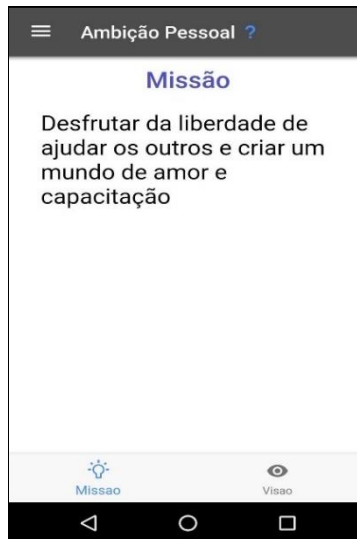 Ambição Pessoal ?
Missão
Desfrutar da liberdade de
ajudar os outros e criar um
mundo de amor e
capacitação
Missao
Visao